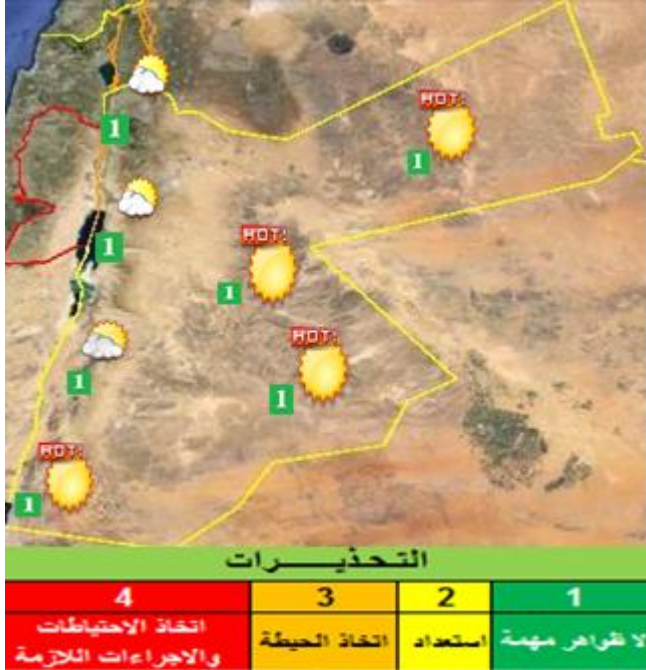 HOT!
1
1
HOT!
1
1
HOT!
1
1
HOT!
1
التـحـذيــــرات
1 2 3 4
لا ظواهر مهمة
استعداد
اتخاذ الحيطة
اتخاذ الاحتياطات
والاجراءات اللازمة